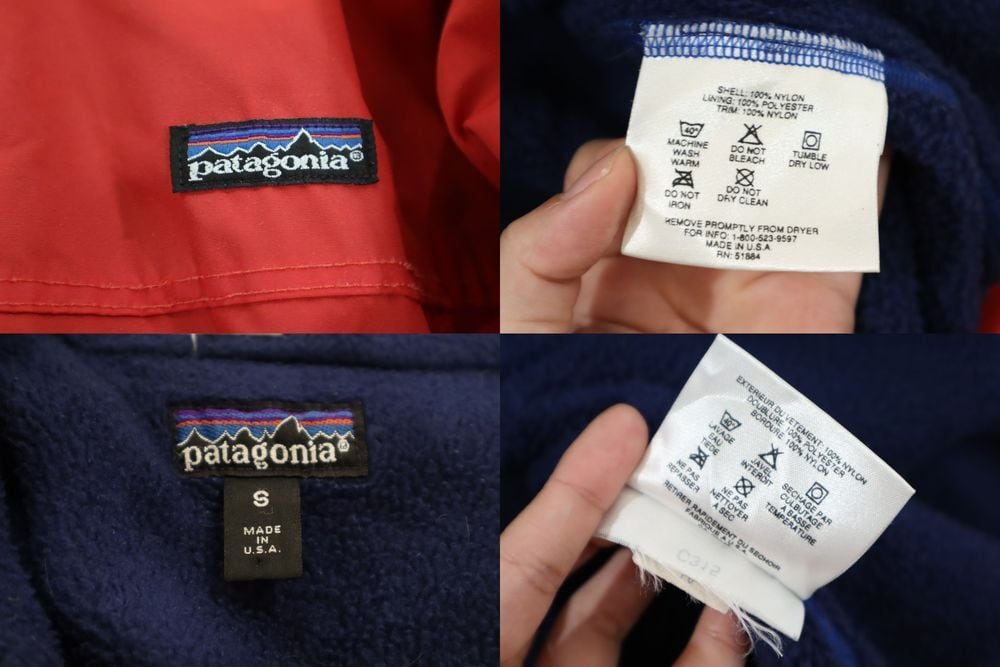 patagonia®
SHELL: 100% NYLON
LINING: 100% POLYESTER
TRIM: 100% NYLON
40°
MACHINE
WASH
WARM
DO NOT
BLEACH
TUMBLE
DRY LOW
DO NOT
IRON
DO NOT
DRY CLEAN
REMOVE PROMPTLY FROM DRYER
FOR INFO: 1-800-523-9597
MADE IN U.S.A.
RN: 51884
patagonia®
S
MADE
IN
U.S.A.
EXTERIEUR DU VETEMENT: 100% NYLON
DOUBLURE 100% POLYESTER
BORDURE 100% NYLON
40°
LAVAGE
EAU
TIEDE
JAVEL
INTERDIT
SECHAGE PAR
CULBUTAGE
A BASSE
TEMPERATURE
NE PAS
REPASSER
NE PAS
NETTOYER
A SEC
RETIRER RAPIDEMENT DU SECHOIR
FABRIQUE A U.S.A.
C312